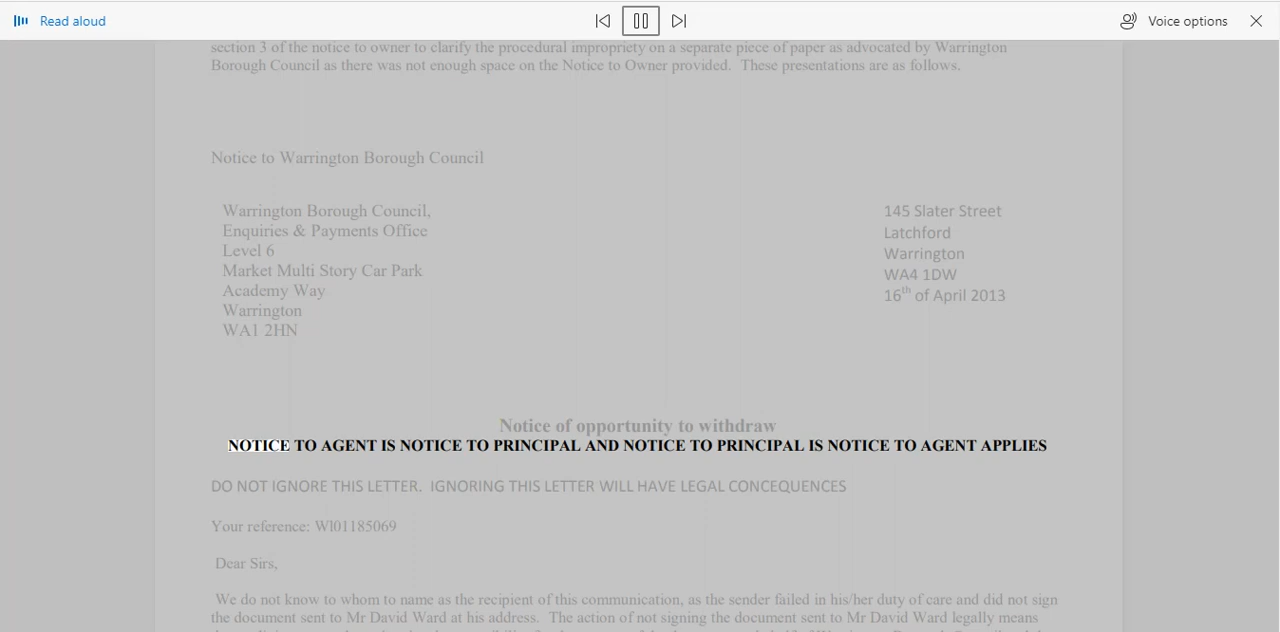 Read aloud
Voice options
section 3 of the notice to owner to clarify the procedural impropriety on a separate piece of paper as advocated by Warrington
Borough Council as there was not enough space on the Notice to Owner provided.  These presentations are as follows.
Notice to Warrington Borough Council
Warrington Borough Council,
Enquiries & Payments Office
Level 6
Market Multi Story Car Park
Academy Way
Warrington
WA1 2HN
145 Slater Street
Latchford
Warrington
WA4 1DW
16th of April 2013
Notice of opportunity to withdraw
NOTICE TO AGENT IS NOTICE TO PRINCIPAL AND NOTICE TO PRINCIPAL IS NOTICE TO AGENT APPLIES
DO NOT IGNORE THIS LETTER.  IGNORING THIS LETTER WILL HAVE LEGAL CONCEQUENCES
Your reference: Wl01185069
Dear Sirs,
We do not know to whom to name as the recipient of this communication, as the sender failed in his/her duty of care and did not sign
the document sent to Mr David Ward at his address.  The action of not signing the document sent to Mr David Ward legally means